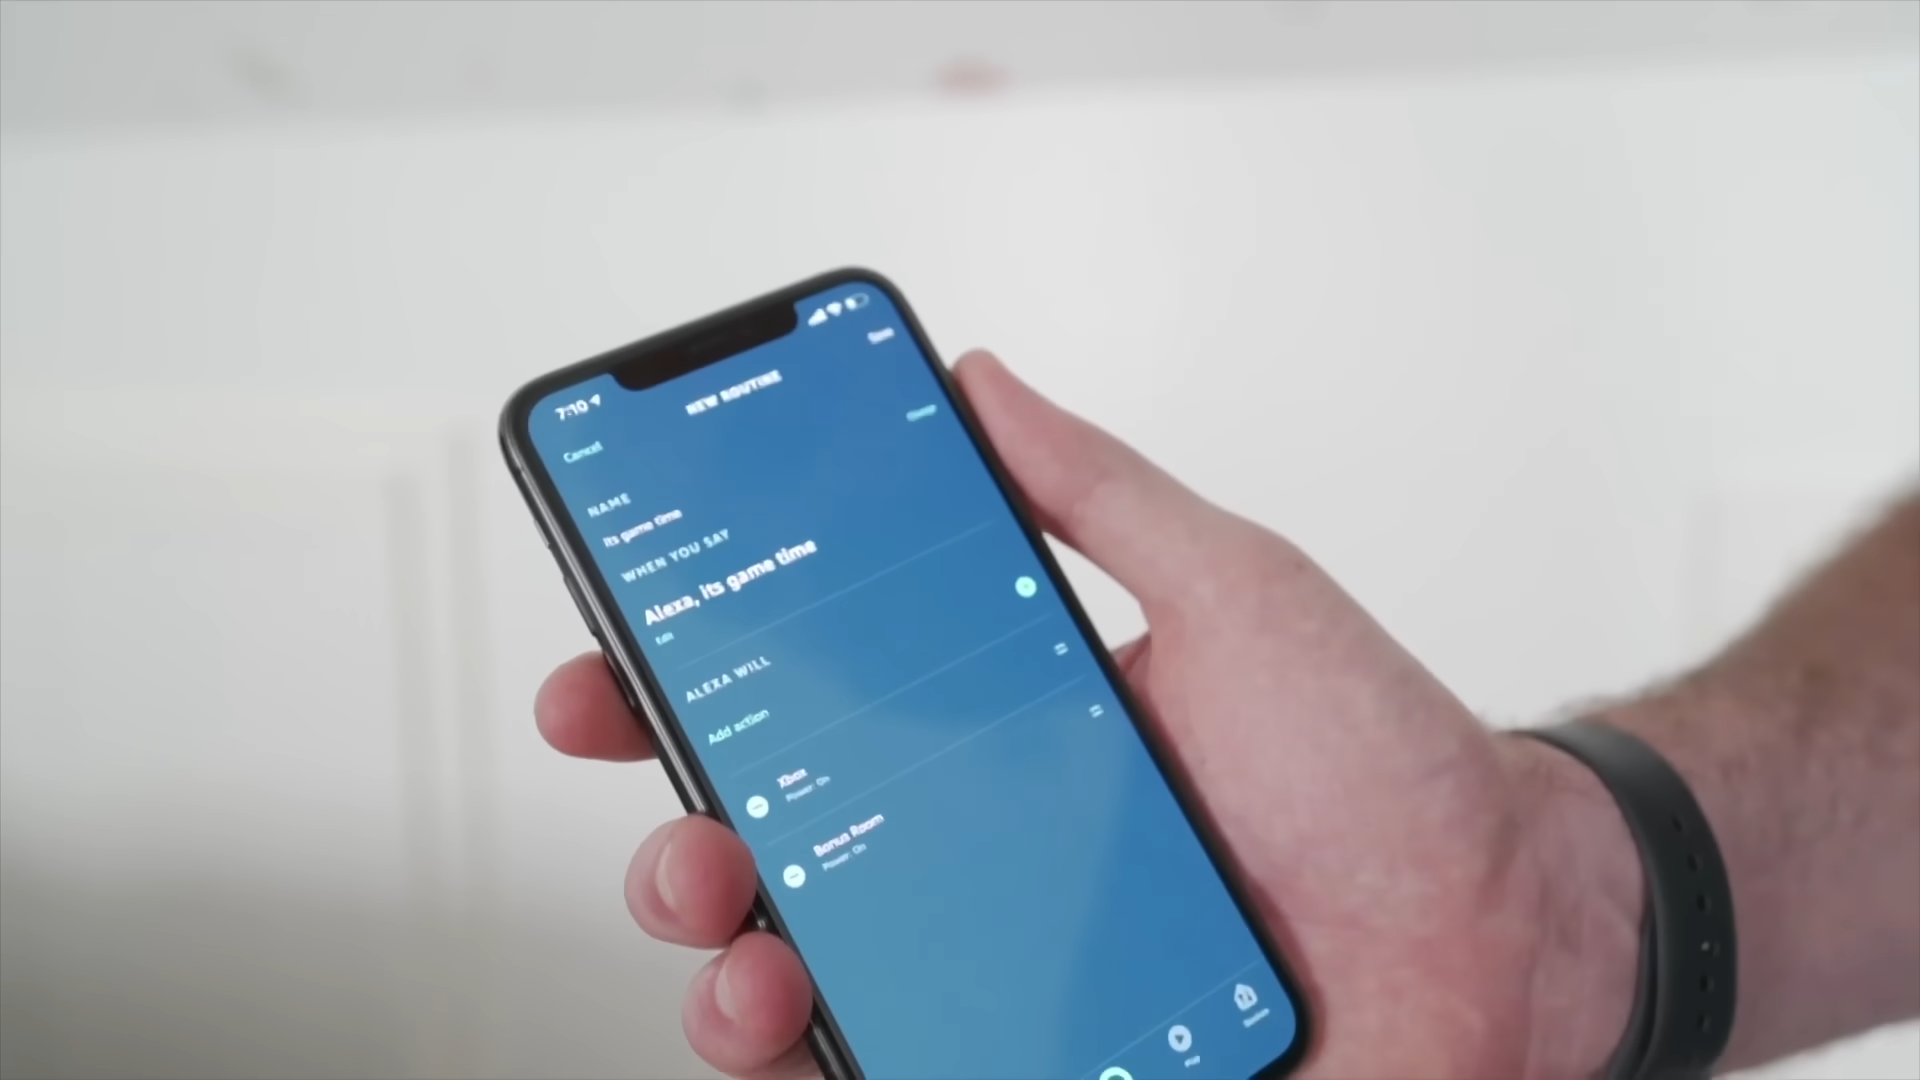 7:10
Cancel
NEW ROUTINE
Save
NAME
its game time
WHEN YOU SAY
Alexa, its game time
Edit
ALEXA WILL
Add action
Xbox
Power: On
Bonus Room
Power: On